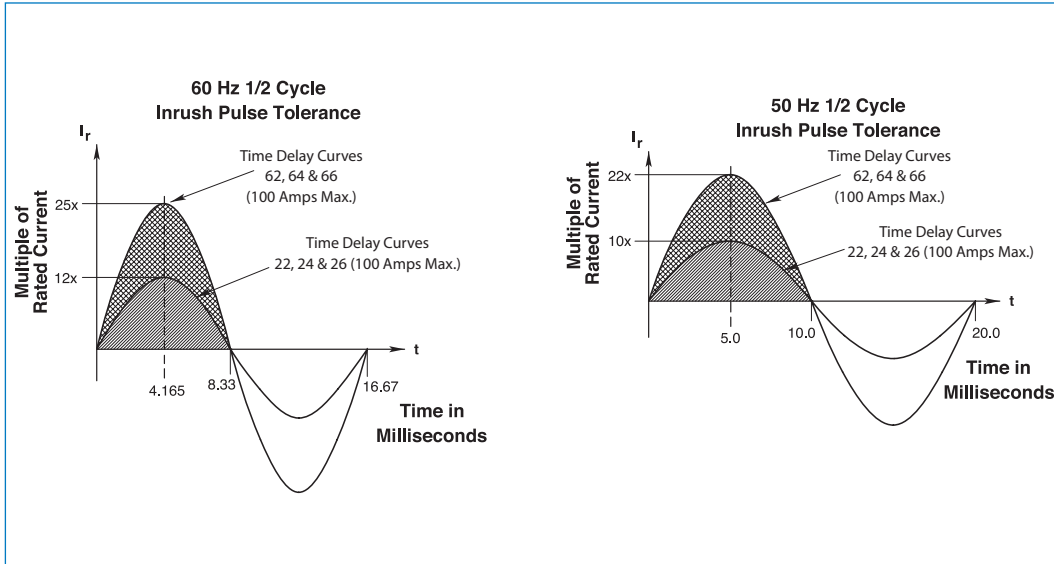 60 Hz 1/2 Cycle
Inrush Pulse Tolerance
Ir
Multiple of
Rated Current
25x
12x
Time Delay Curves
62, 64 & 66
(100 Amps Max.)
Time Delay Curves
22, 24 & 26 (100 Amps Max.)
t
4.165
8.33
16.67
Time in
Milliseconds
50 Hz 1/2 Cycle
Inrush Pulse Tolerance
Ir
Multiple of
Rated Current
22x
10x
Time Delay Curves
62, 64 & 66
(100 Amps Max.)
Time Delay Curves
22, 24 & 26 (100 Amps Max.)
t
5.0
10.0
20.0
Time in
Milliseconds